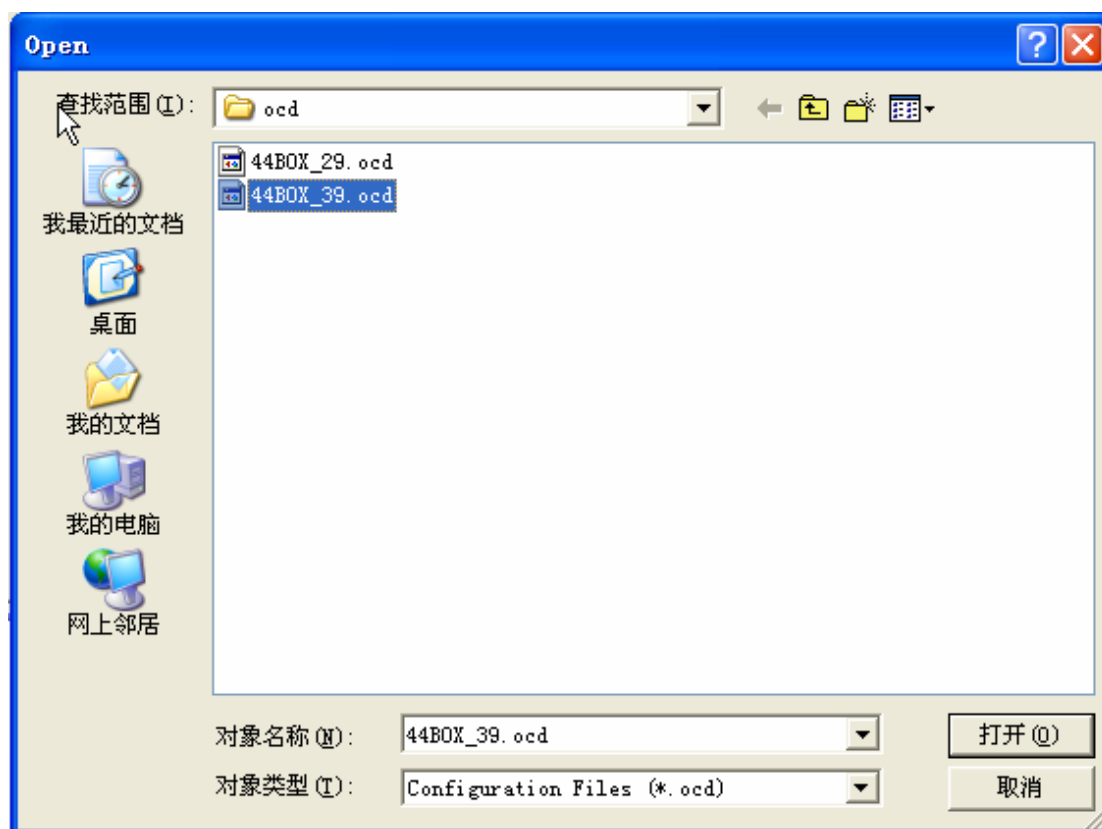 Open
查找范围(I): ocd
44BOX_29.ocd
44BOX_39.ocd
我最近的文档
桌面
我的文档
我的电脑
网上邻居
对象名称(N): 44BOX_39.ocd 打开(O)
对象类型(T): Configuration Files (*.ocd) 取消